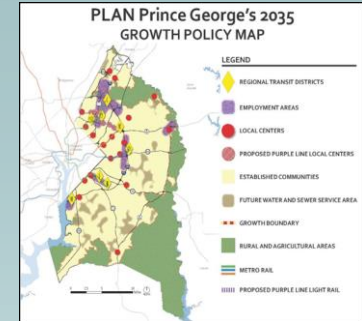 PLAN Prince George's 2035
GROWTH POLICY MAP
LEGEND
REGIONAL TRANSIT DISTRICTS
EMPLOYMENT AREAS
LOCAL CENTERS
PROPOSED PURPLE LINE LOCAL CENTERS
ESTABLISHED COMMUNITIES
FUTURE WATER AND SEWER SERVICE AREA
GROWTH BOUNDARY
RURAL AND AGRICULTURAL AREAS
METRO RAIL
PROPOSED PURPLE LINE LIGHT RAIL